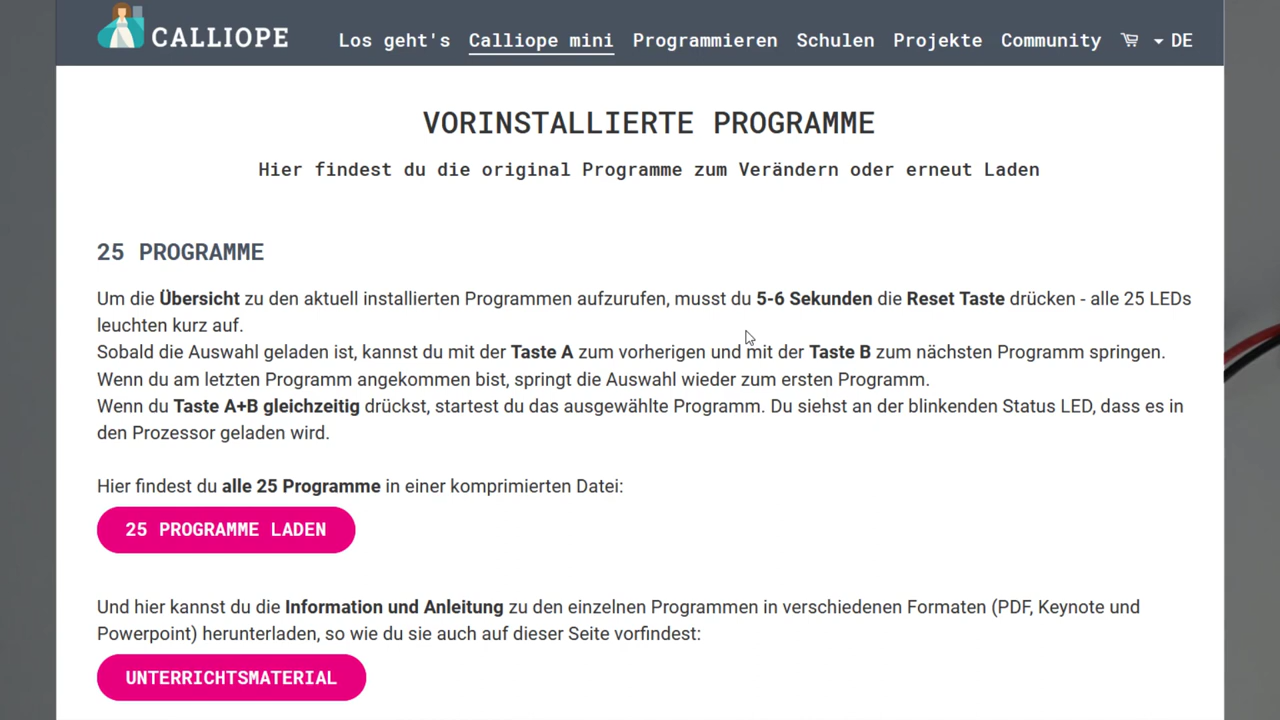 CALLIOPE
Los geht's Calliope mini Programmieren Schulen Projekte Community DE
VORINSTALLIERTE PROGRAMME
Hier findest du die original Programme zum Verändern oder erneut Laden
25 PROGRAMME
Um die Übersicht zu den aktuell installierten Programmen aufzurufen, musst du 5-6 Sekunden die Reset Taste drücken - alle 25 LEDs
leuchten kurz auf.
Sobald die Auswahl geladen ist, kannst du mit der Taste A zum vorherigen und mit der Taste B zum nächsten Programm springen.
Wenn du am letzten Programm angekommen bist, springt die Auswahl wieder zum ersten Programm.
Wenn du Taste A+B gleichzeitig drückst, startest du das ausgewählte Programm. Du siehst an der blinkenden Status LED, dass es in
den Prozessor geladen wird.
Hier findest du alle 25 Programme in einer komprimierten Datei:
25 PROGRAMME LADEN
Und hier kannst du die Information und Anleitung zu den einzelnen Programmen in verschiedenen Formaten (PDF, Keynote und
Powerpoint) herunterladen, so wie du sie auch auf dieser Seite vorfindest:
UNTERRICHTSMATERIAL